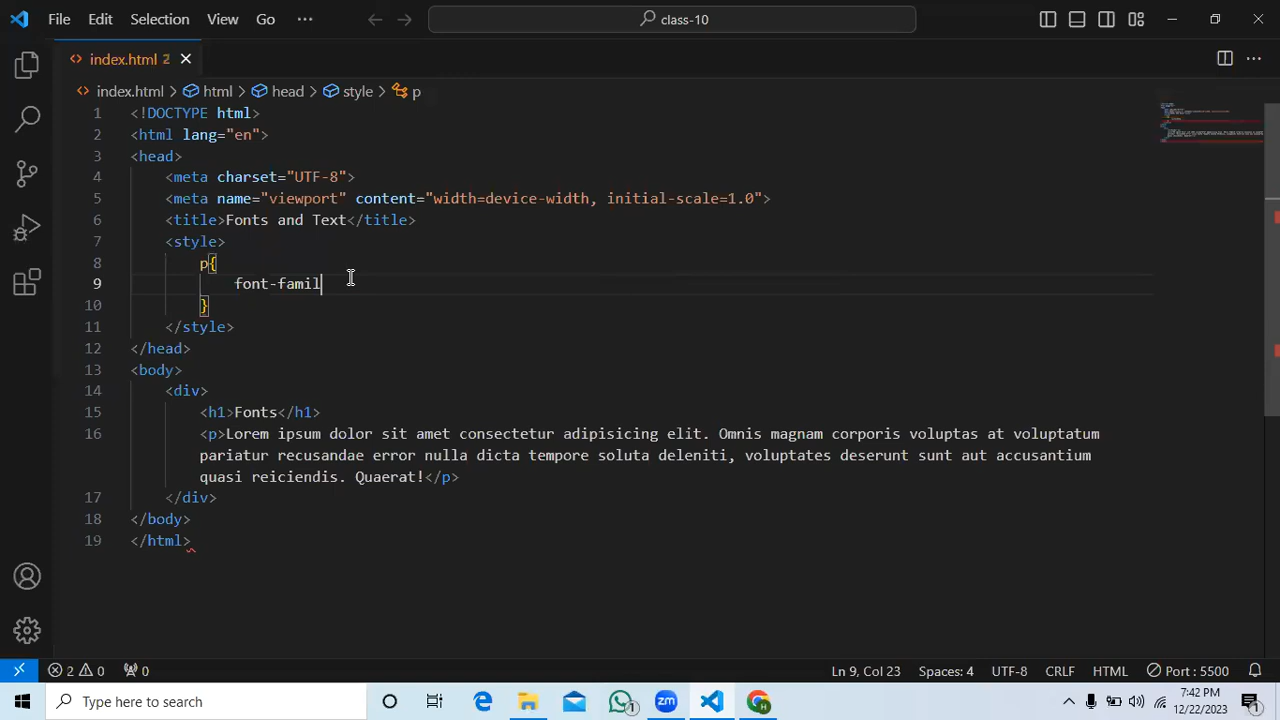 File Edit Selection View Go ··· class-10
index.html 2
index.html > html > head > style > p
1 <!DOCTYPE html>
2 <html lang="en">
3 <head>
4 <meta charset="UTF-8">
5 <meta name="viewport" content="width=device-width, initial-scale=1.0">
6 <title>Fonts and Text</title>
7 <style>
8 p{
9 font-famil
10 }
11 </style>
12 </head>
13 <body>
14 <div>
15 <h1>Fonts</h1>
16 <p>Lorem ipsum dolor sit amet consectetur adipisicing elit. Omnis magnam corporis voluptas at voluptatum
pariatur recusandae error nulla dicta tempore soluta deleniti, voluptates deserunt sunt aut accusantium
quasi reiciendis. Quaerat!</p>
17 </div>
18 </body>
19 </html>
2 0 0 Ln 9, Col 23 Spaces: 4 UTF-8 CRLF HTML Port : 5500
Type here to search 1 7:42 PM
12/22/2023 1